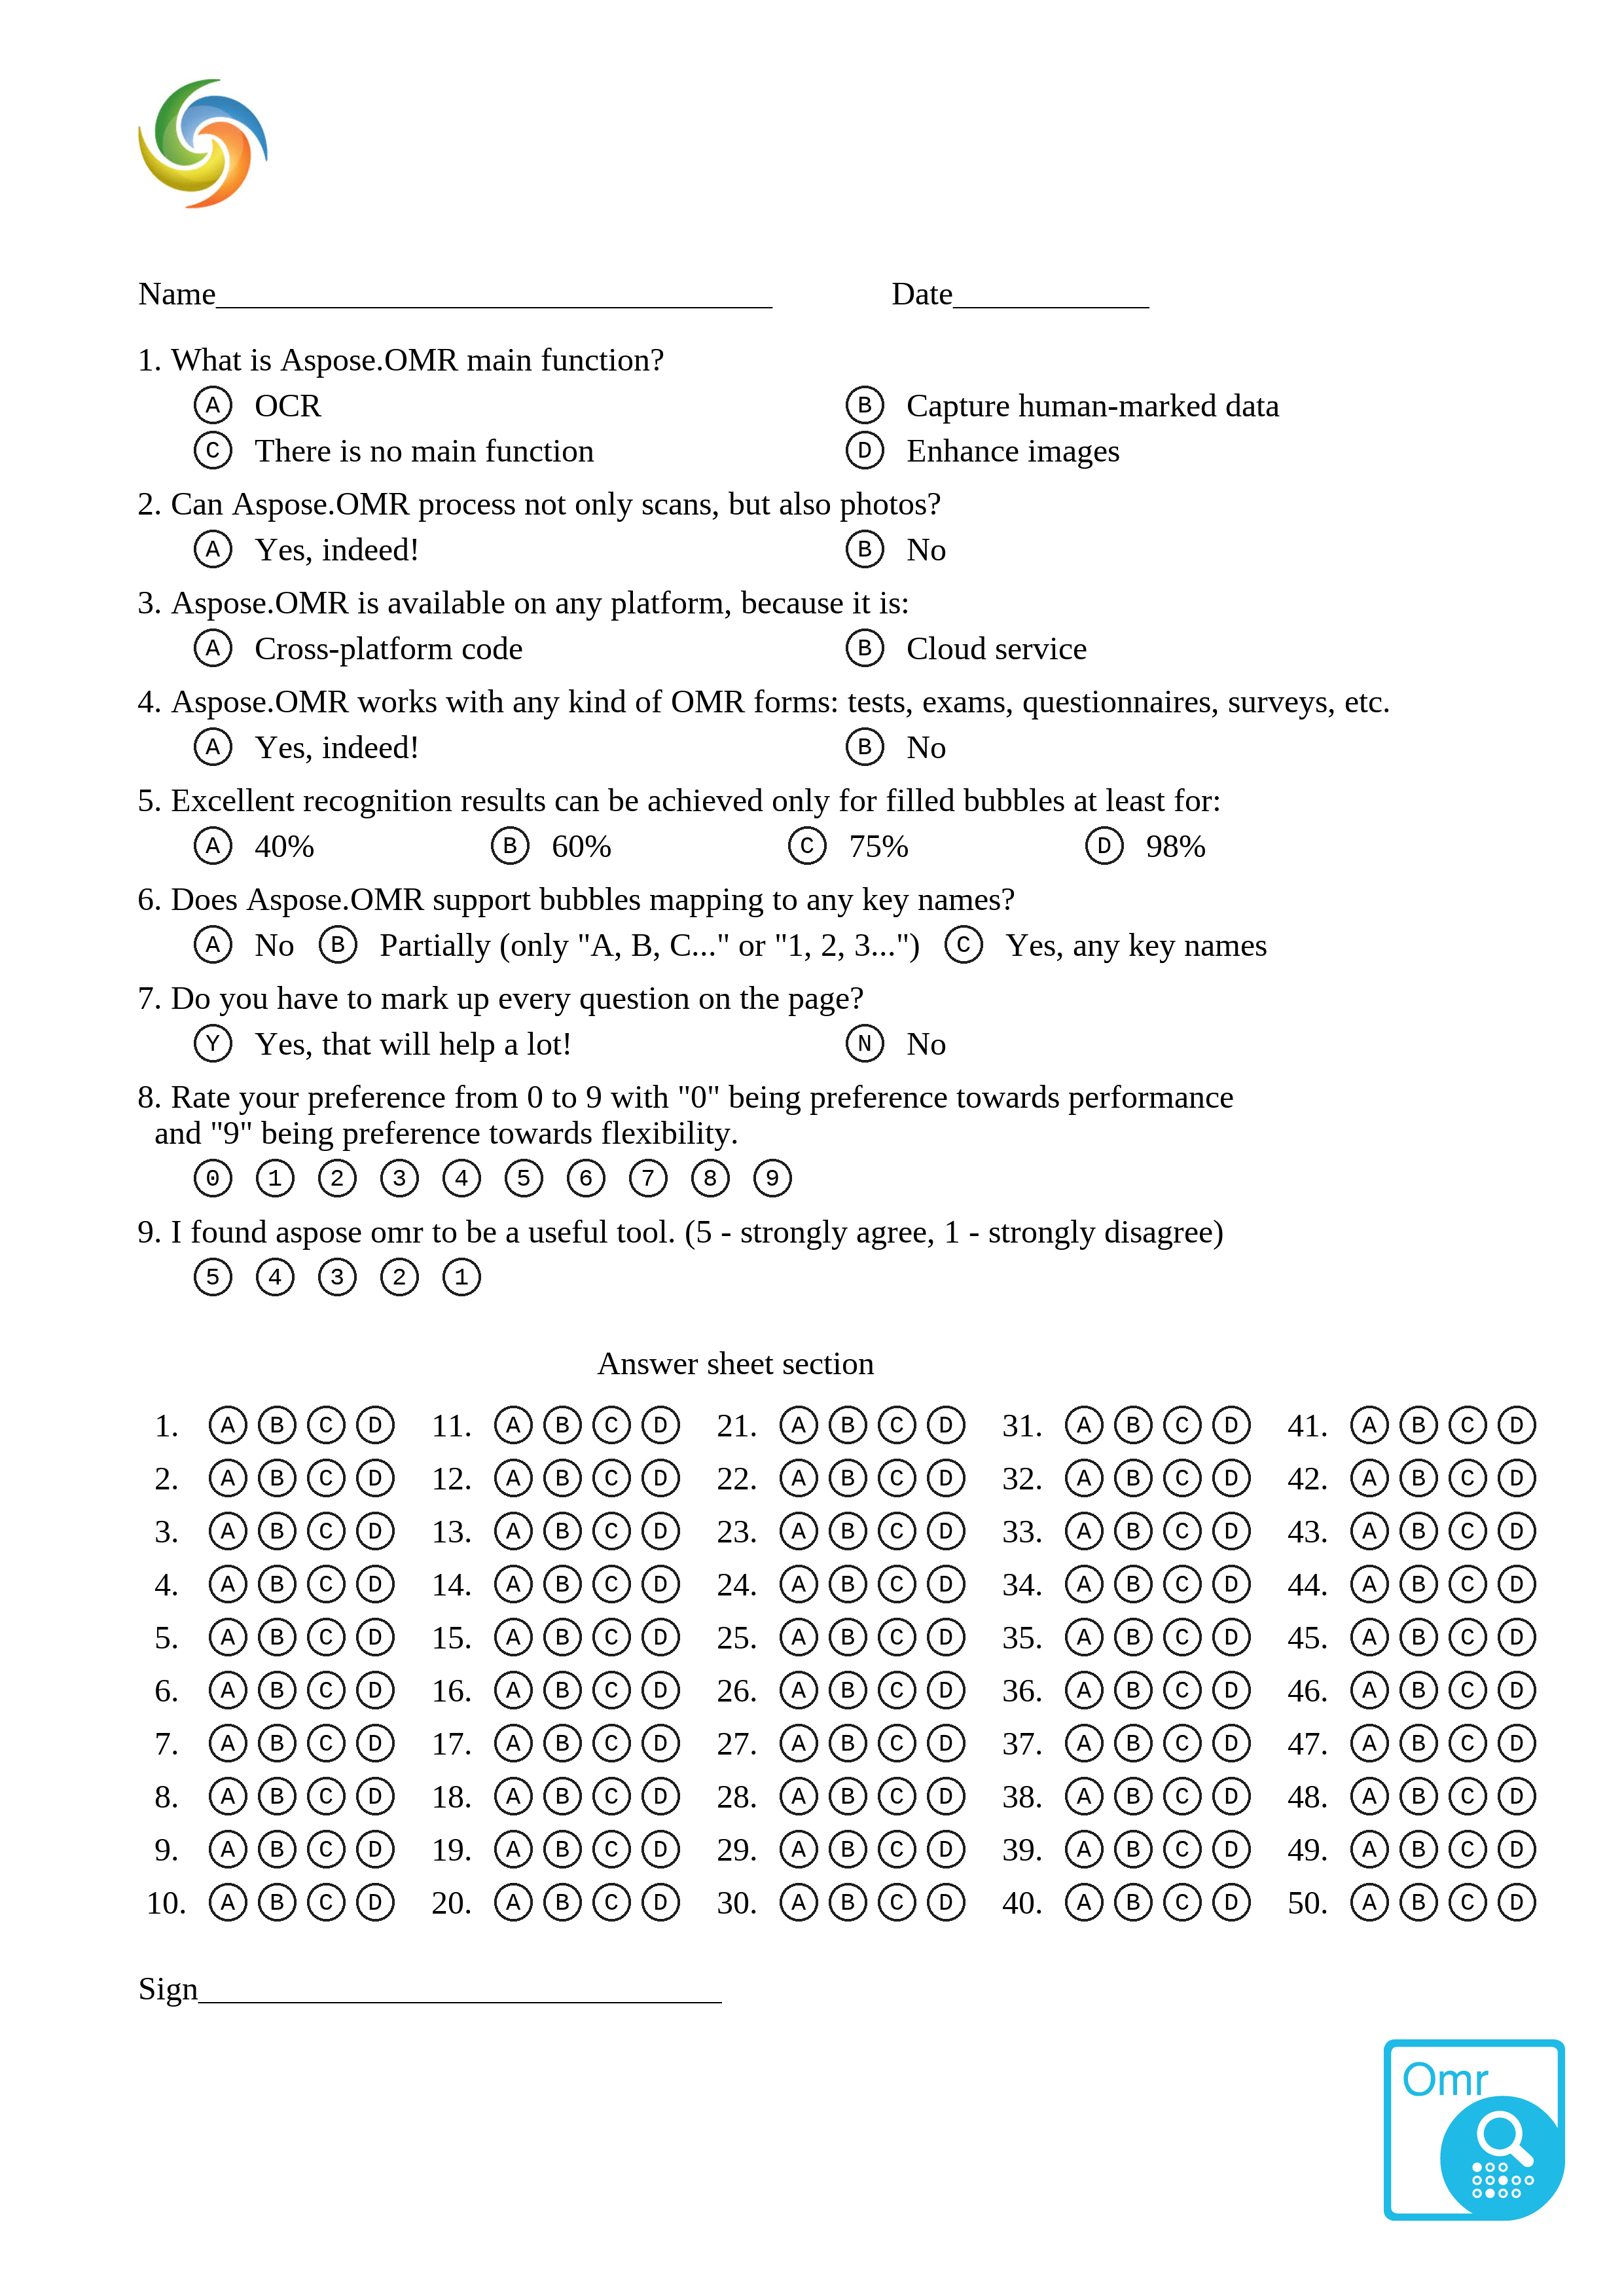 Name__________________________________ Date____________
1. What is Aspose.OMR main function?
A OCR B Capture human-marked data
C There is no main function D Enhance images
2. Can Aspose.OMR process not only scans, but also photos?
A Yes, indeed! B No
3. Aspose.OMR is available on any platform, because it is:
A Cross-platform code B Cloud service
4. Aspose.OMR works with any kind of OMR forms: tests, exams, questionnaires, surveys, etc.
A Yes, indeed! B No
5. Excellent recognition results can be achieved only for filled bubbles at least for:
A 40% B 60% C 75% D 98%
6. Does Aspose.OMR support bubbles mapping to any key names?
A No B Partially (only "A, B, C..." or "1, 2, 3...") C Yes, any key names
7. Do you have to mark up every question on the page?
Y Yes, that will help a lot! N No
8. Rate your preference from 0 to 9 with "0" being preference towards performance
and "9" being preference towards flexibility.
0 1 2 3 4 5 6 7 8 9
9. I found aspose omr to be a useful tool. (5 - strongly agree, 1 - strongly disagree)
5 4 3 2 1
Answer sheet section
1. A B C D 11. A B C D 21. A B C D 31. A B C D 41. A B C D
2. A B C D 12. A B C D 22. A B C D 32. A B C D 42. A B C D
3. A B C D 13. A B C D 23. A B C D 33. A B C D 43. A B C D
4. A B C D 14. A B C D 24. A B C D 34. A B C D 44. A B C D
5. A B C D 15. A B C D 25. A B C D 35. A B C D 45. A B C D
6. A B C D 16. A B C D 26. A B C D 36. A B C D 46. A B C D
7. A B C D 17. A B C D 27. A B C D 37. A B C D 47. A B C D
8. A B C D 18. A B C D 28. A B C D 38. A B C D 48. A B C D
9. A B C D 19. A B C D 29. A B C D 39. A B C D 49. A B C D
10. A B C D 20. A B C D 30. A B C D 40. A B C D 50. A B C D
Sign________________________________
Omr